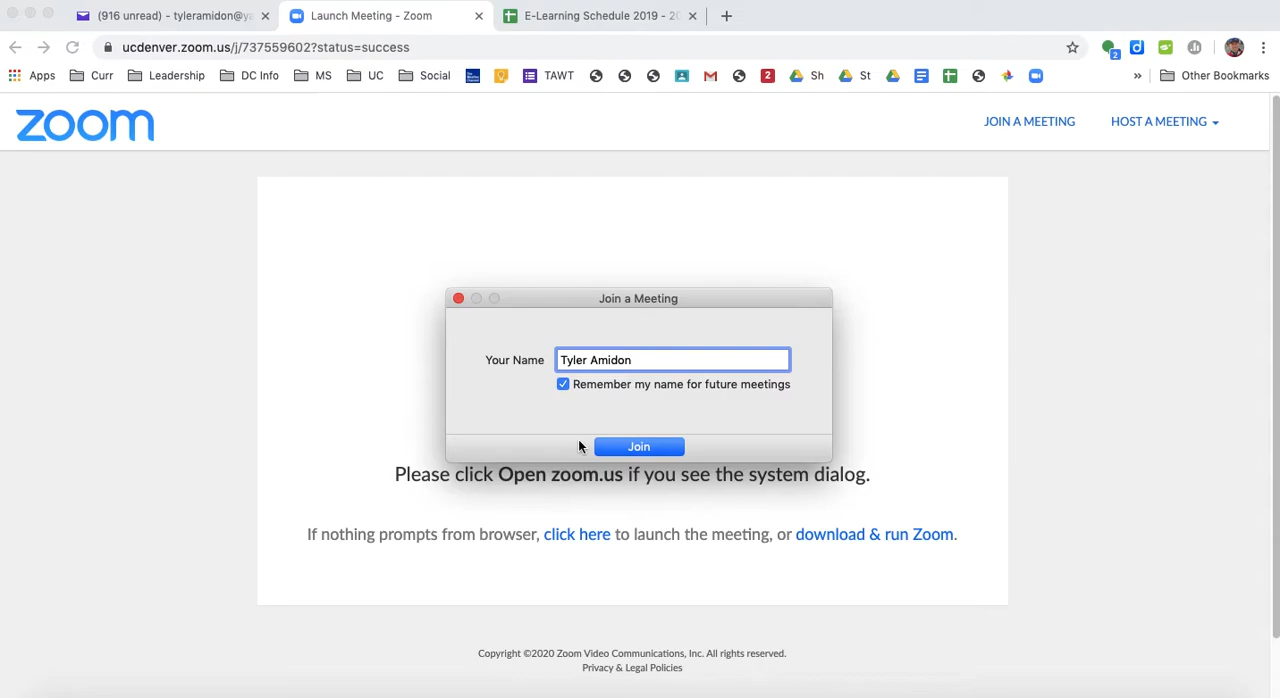 (916 unread) - tyleramidon@y
Launch Meeting - Zoom
E-Learning Schedule 2019 - 20
ucdenver.zoom.us/j/737559602?status=success
2
Apps
Curr
Leadership
DC Info
MS
UC
Social
TAWT
2
Sh
St
»
Other Bookmarks
zoom
JOIN A MEETING
HOST A MEETING
Join a Meeting
Your Name
Tyler Amidon
Remember my name for future meetings
Join
Please click Open zoom.us if you see the system dialog.
If nothing prompts from browser, click here to launch the meeting, or download & run Zoom.
Copyright ©2020 Zoom Video Communications, Inc. All rights reserved.
Privacy & Legal Policies